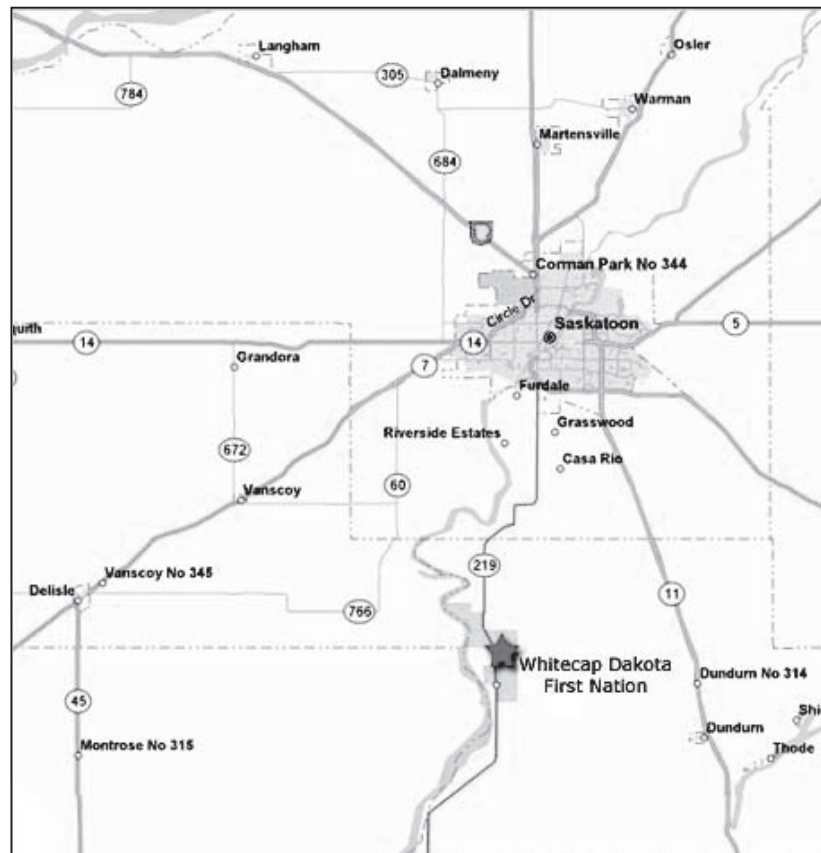 Langham
Osler
305
Dalmeny
784
Warman
Martensville
684
Corman Park No 344
Circle Dr
Saskatoon
quith
14
14
5
7
Grandora
Furdale
Riverside Estates
Grasswood
672
Casa Rio
60
Vanscoy
219
Vanscoy No 345
Delisle
11
766
Whitecap Dakota
First Nation
Dundurn No 314
45
Shi
Dundurn
Montrose No 315
Thode